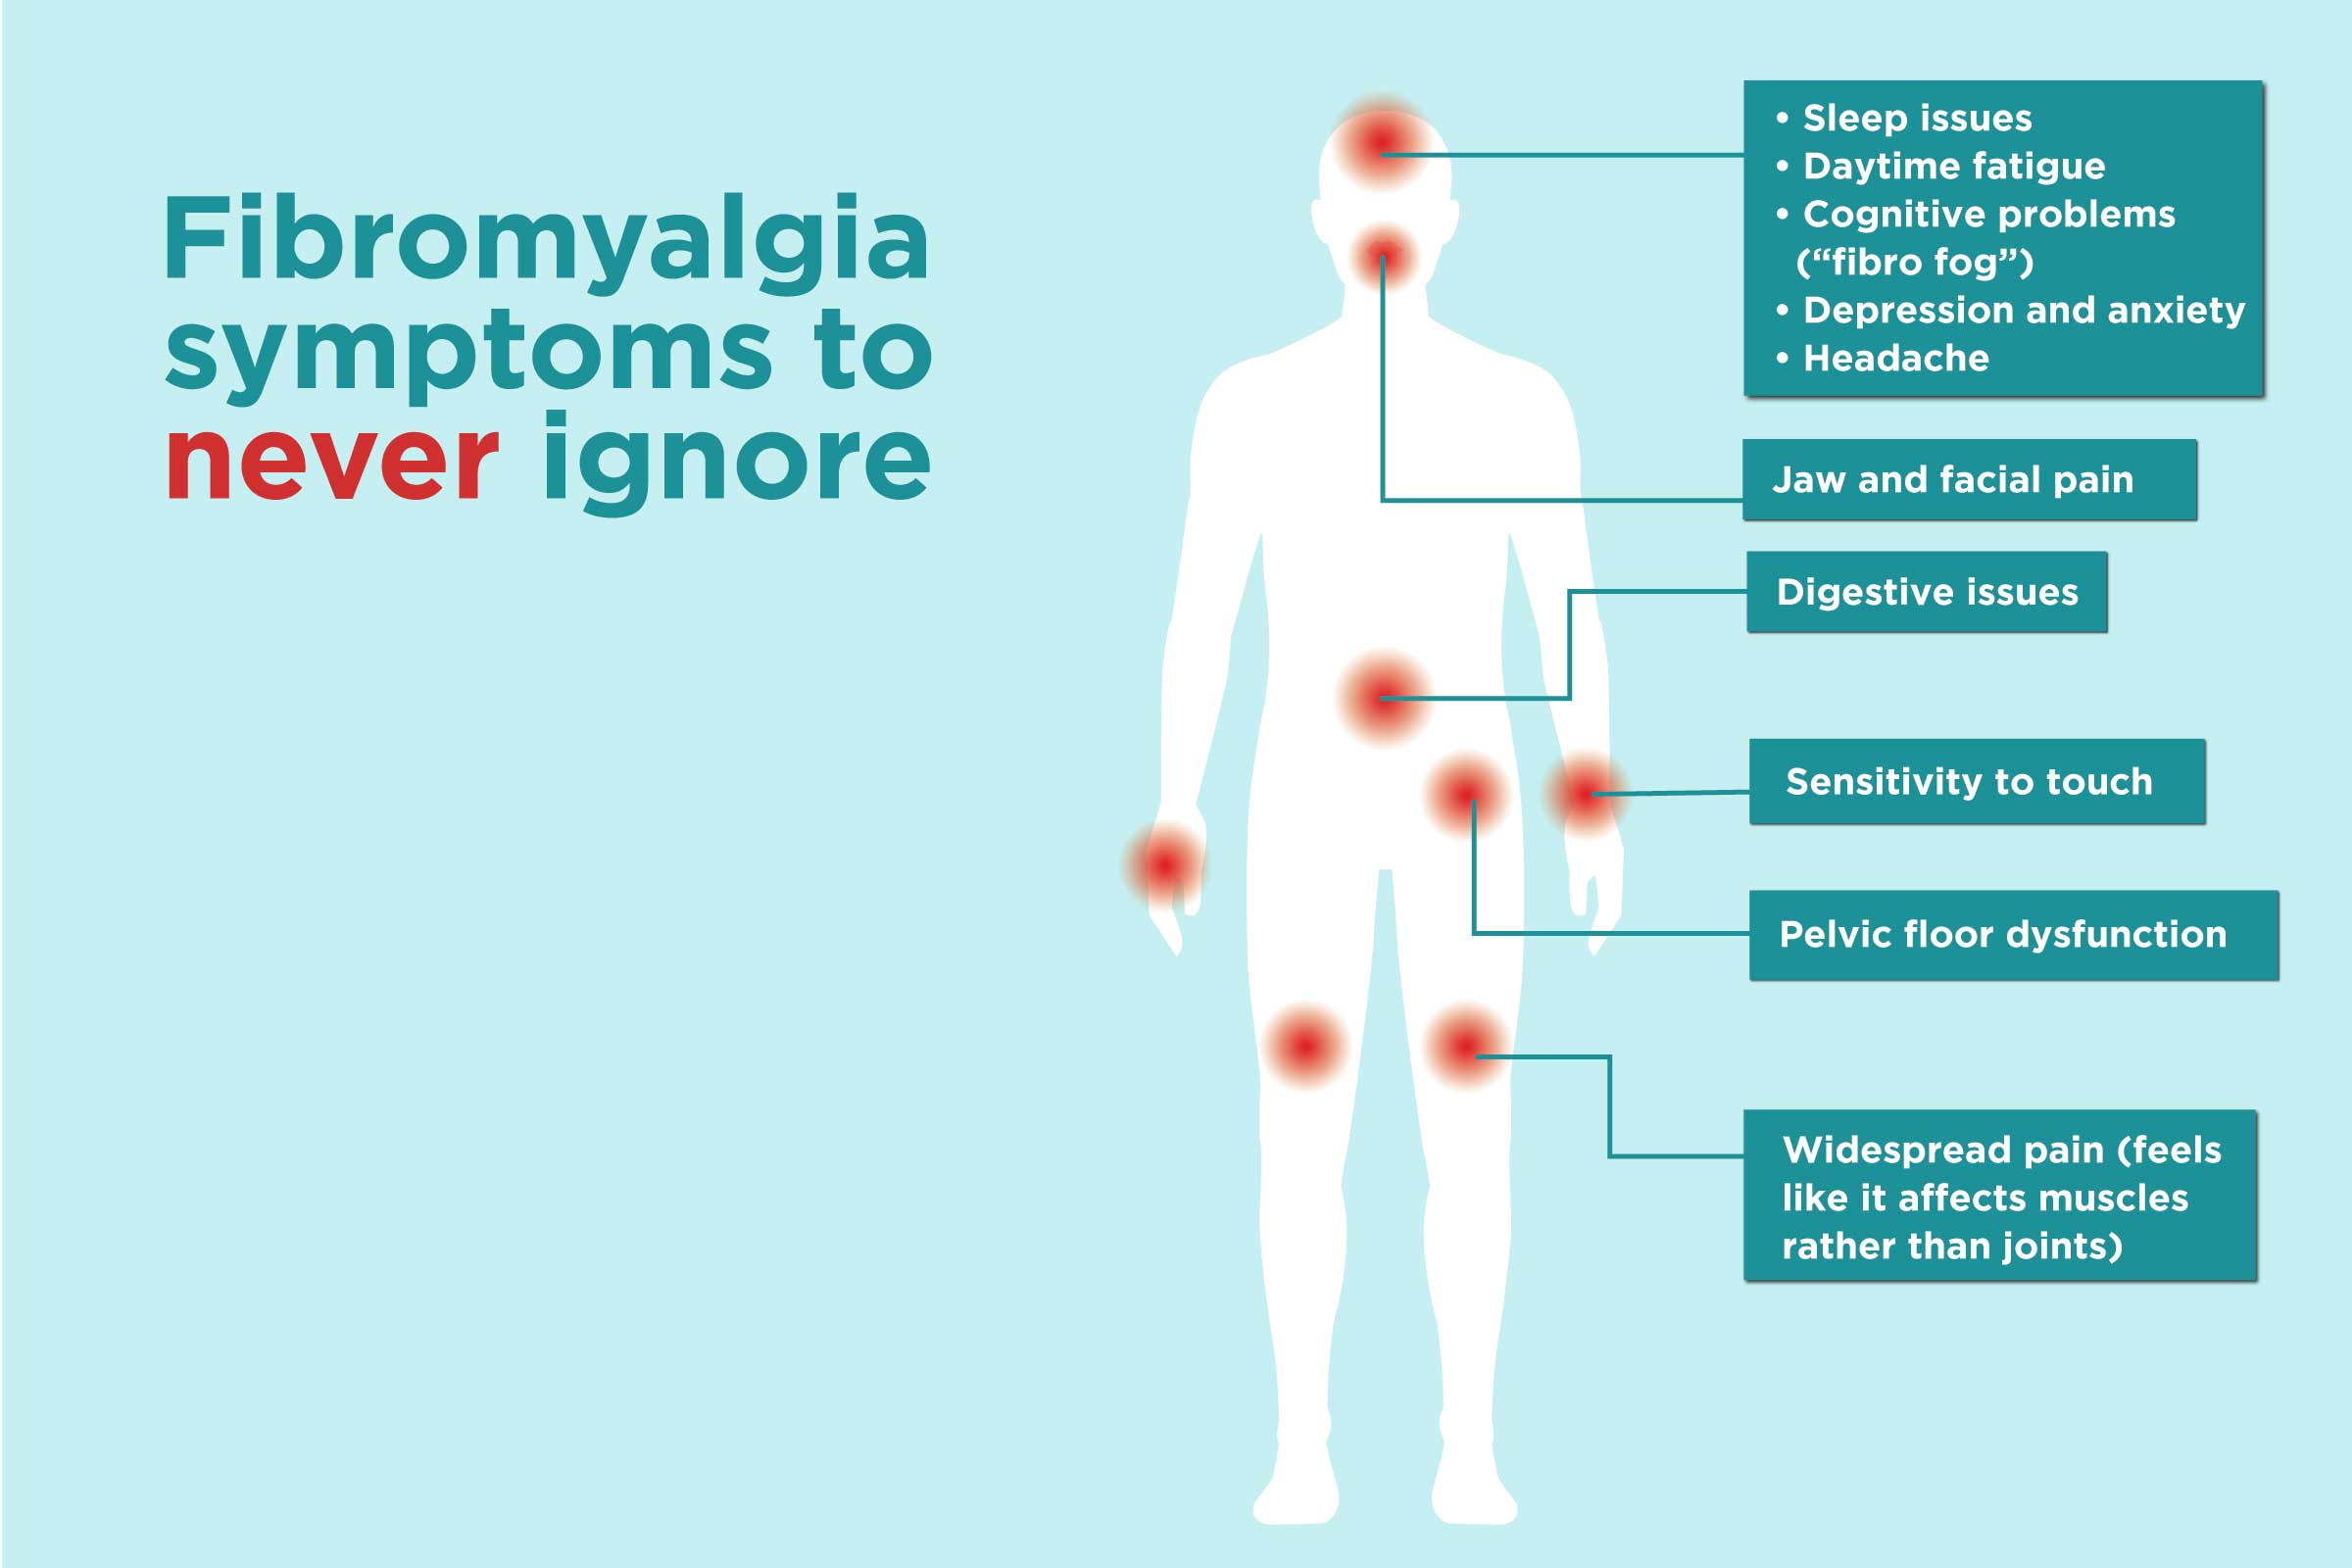 Fibromyalgia
symptoms to
never ignore
• Sleep issues
• Daytime fatigue
• Cognitive problems
(“fibro fog”)
• Depression and anxiety
• Headache
Jaw and facial pain
Digestive issues
Sensitivity to touch
Pelvic floor dysfunction
Widespread pain (feels
like it affects muscles
rather than joints)